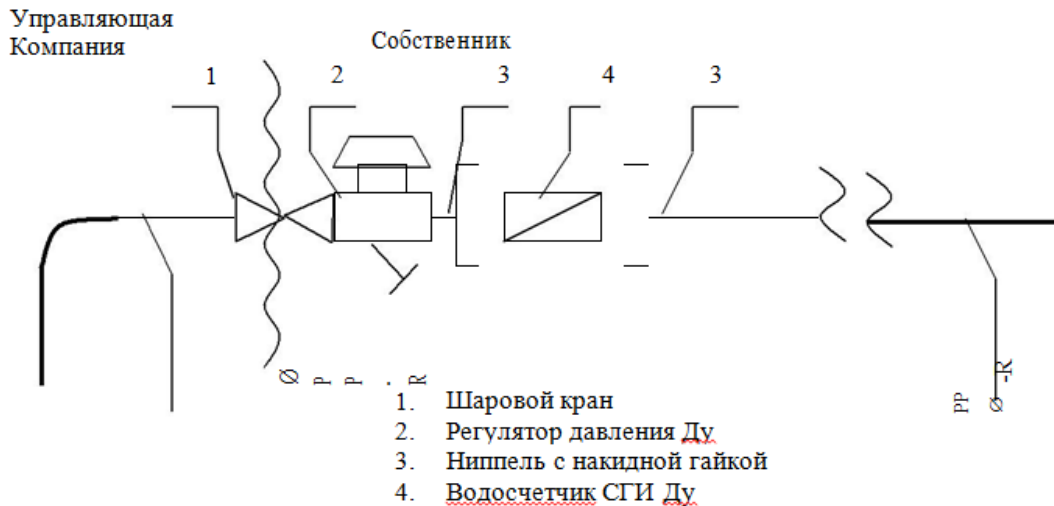 Управляющая
Компания
Собственник
1 2 3 4 3
Ø P P . R
PP Ø -R
1. Шаровой кран
2. Регулятор давления Ду
3. Ниппель с накидной гайкой
4. Водосчетчик СГИ Ду